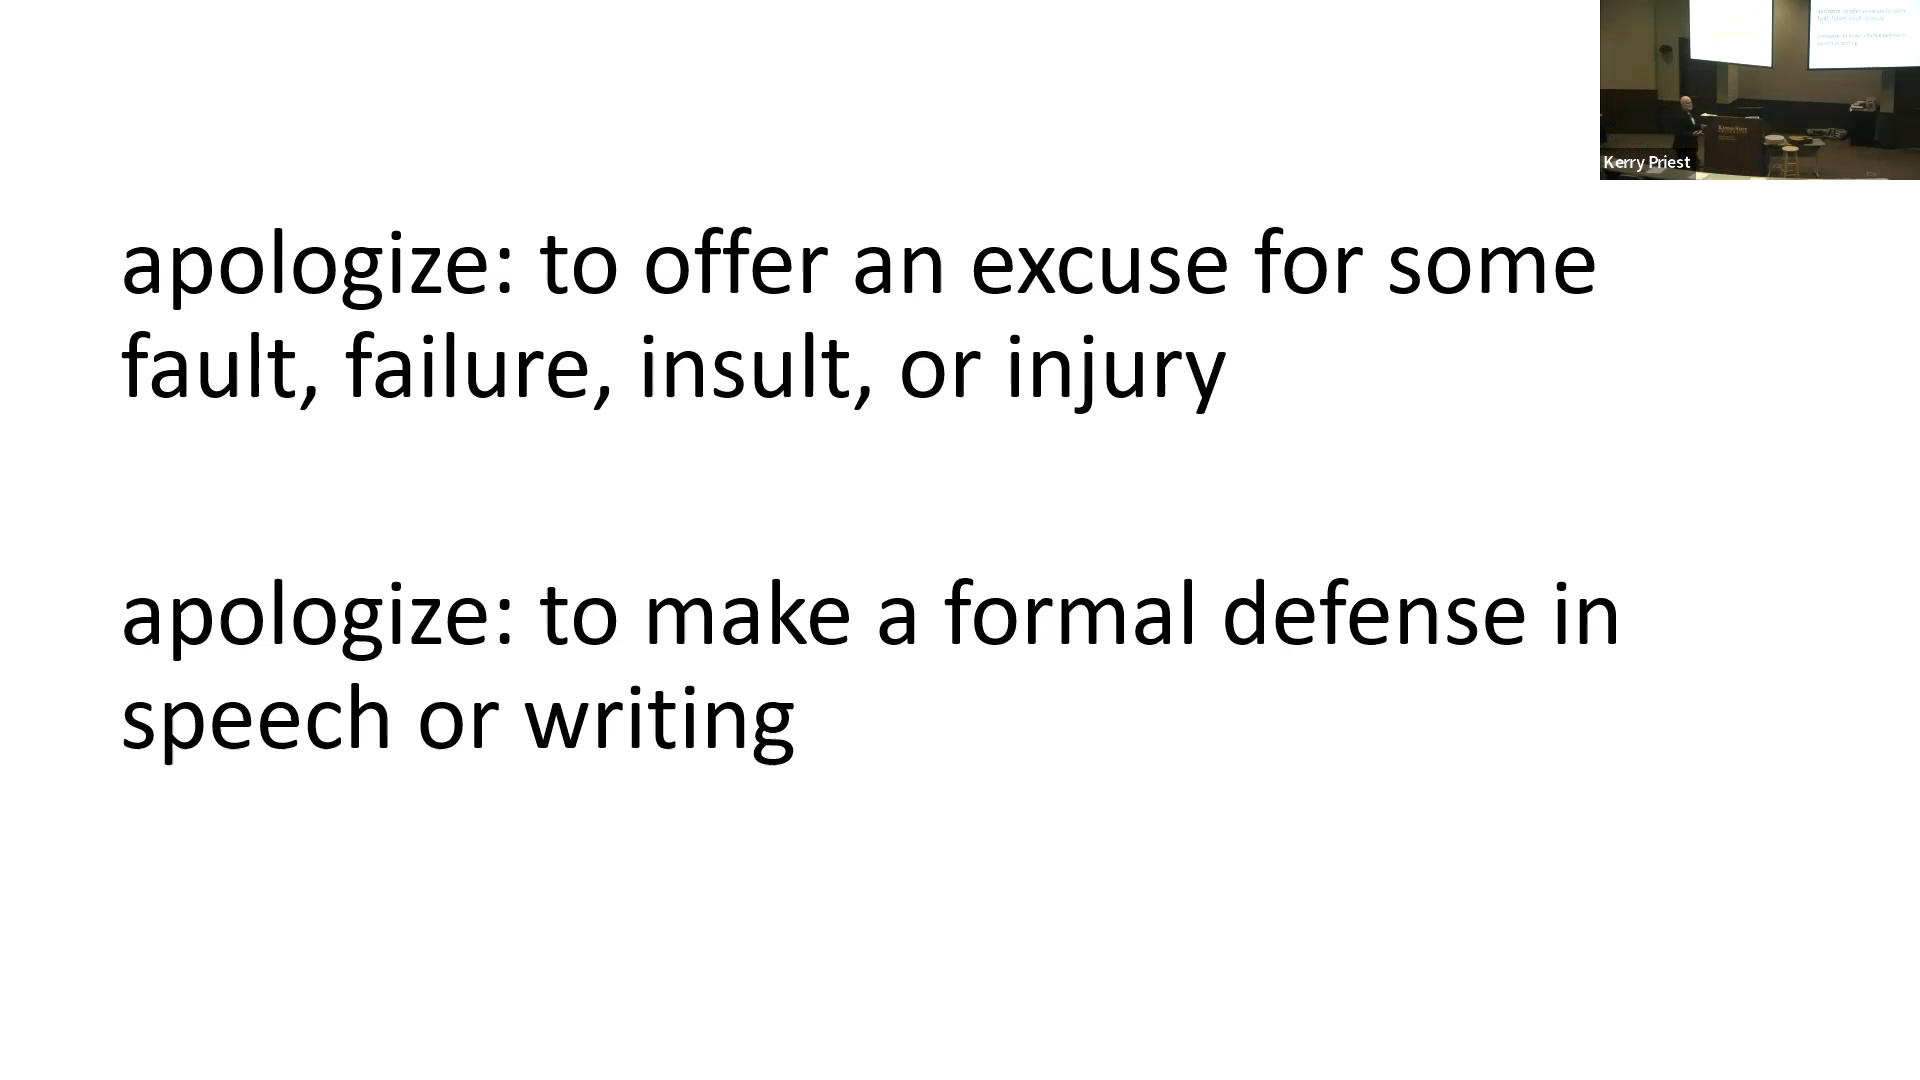 apologize: to offer an excuse for some
fault, failure, insult, or injury
apologize: to make a formal defense in
speech or writing
Kerry Priest